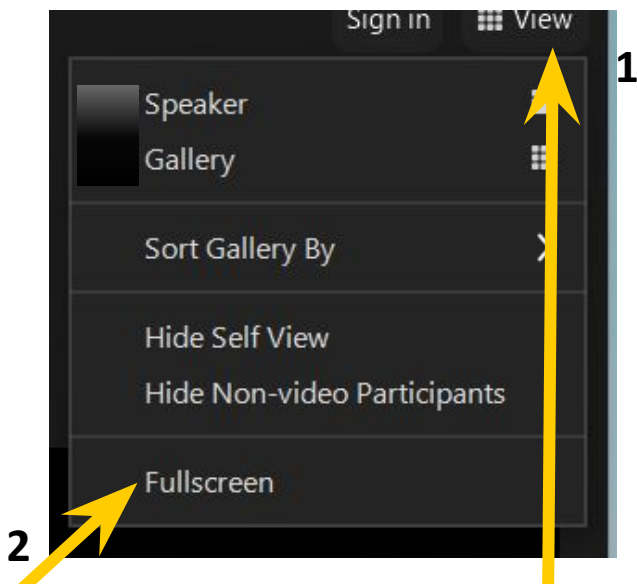 Sign in View
1
Speaker
Gallery
Sort Gallery By
Hide Self View
Hide Non-video Participants
Fullscreen
2